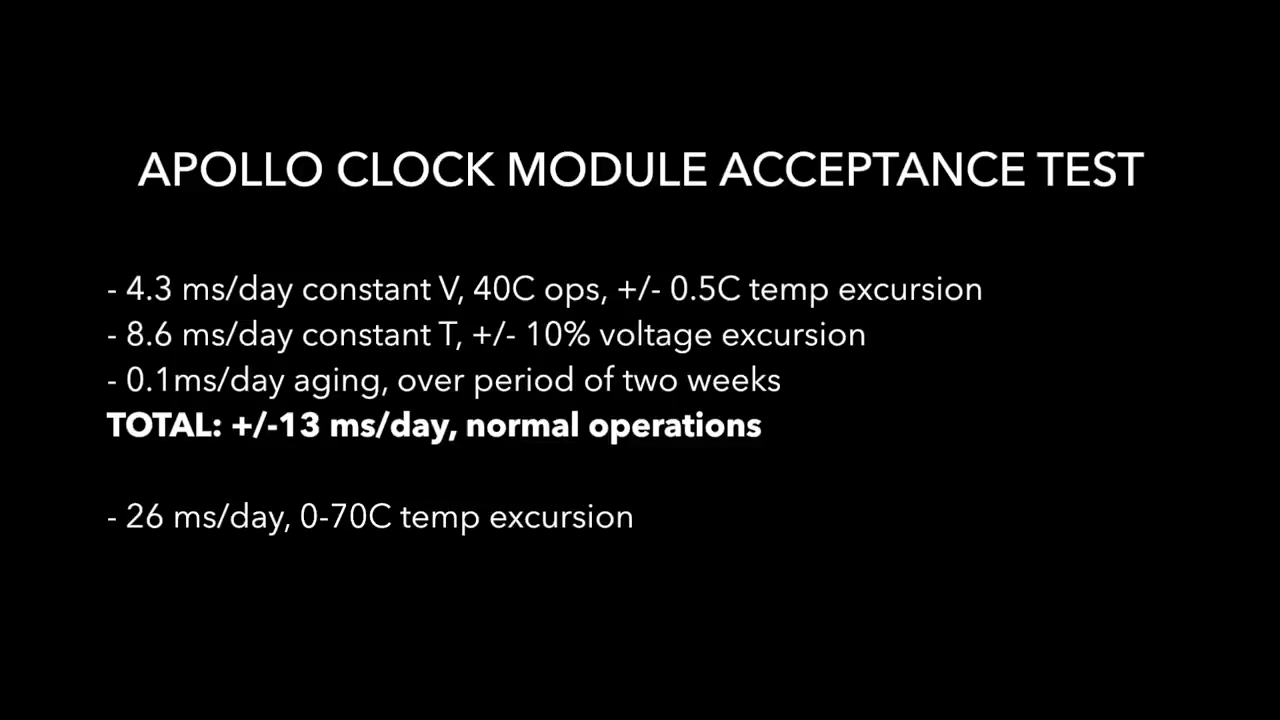 APOLLO CLOCK MODULE ACCEPTANCE TEST
- 4.3 ms/day constant V, 40C ops, +/- 0.5C temp excursion
- 8.6 ms/day constant T, +/- 10% voltage excursion
- 0.1ms/day aging, over period of two weeks
TOTAL: +/-13 ms/day, normal operations
- 26 ms/day, 0-70C temp excursion